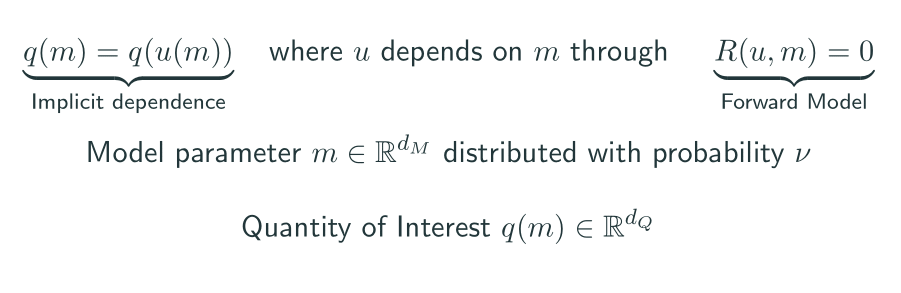 q(m) = q(u(m)) where u depends on m through R(u, m) = 0
Implicit dependence Forward Model
Model parameter m ∈ ℝ^{d_M} distributed with probability ν
Quantity of Interest q(m) ∈ ℝ^{d_Q}